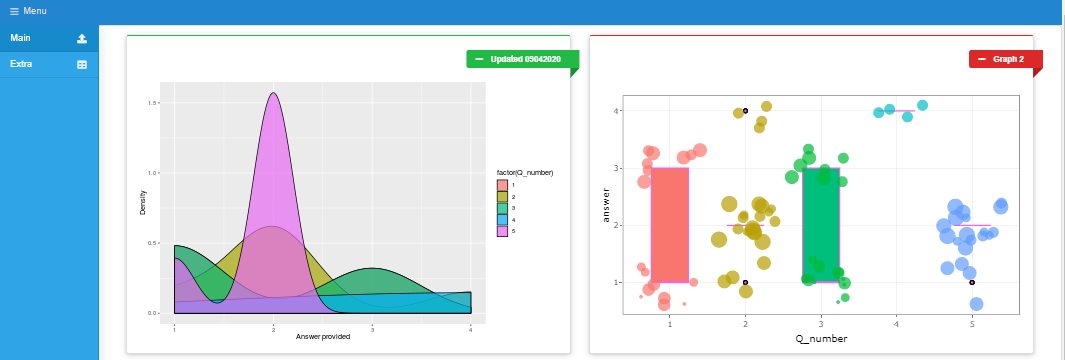 Menu
Main
Extra
Updated 09042020
Density
1.5
1.0
0.5
0.0
1 2 3 4
Answer provided
factor(Q_number)
1
2
3
4
5
Graph 2
answer
4
3
2
1
1 2 3 4 5
Q_number